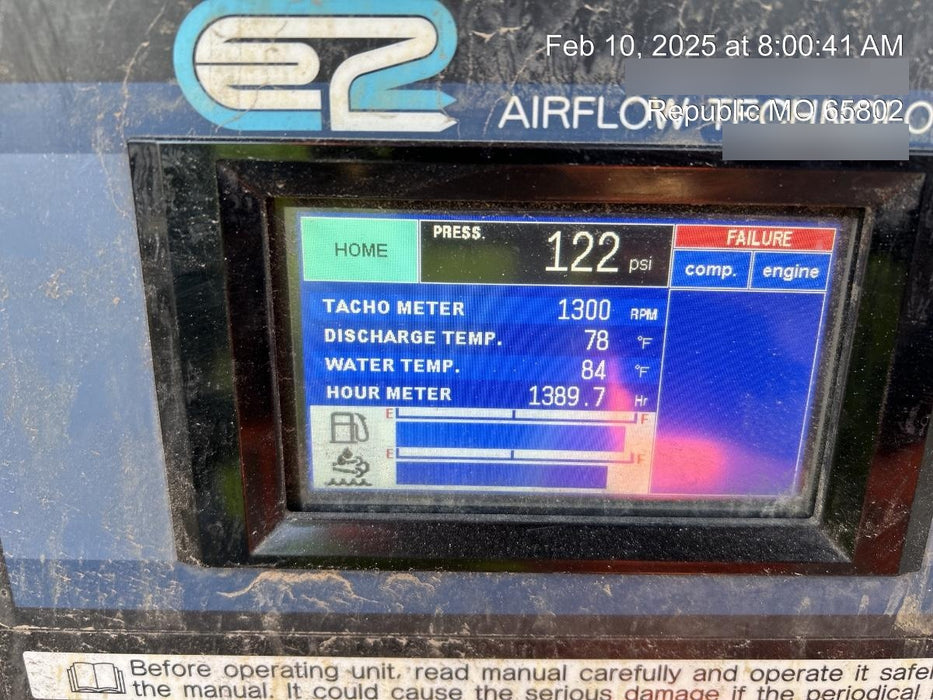 E2
Feb 10, 2025 at 8:00:41 AM
Republic MO 65802
AIRFLOW
HOME
PRESS.
122 psi
FAILURE
comp. engine
TACHO METER 1300 RPM
DISCHARGE TEMP. 78 °F
WATER TEMP. 84 °F
HOUR METER 1389.7 Hr
E F
E F
Before operating unit, read manual carefully and operate it safel
the manual. It could cause the serious damage if the periodical